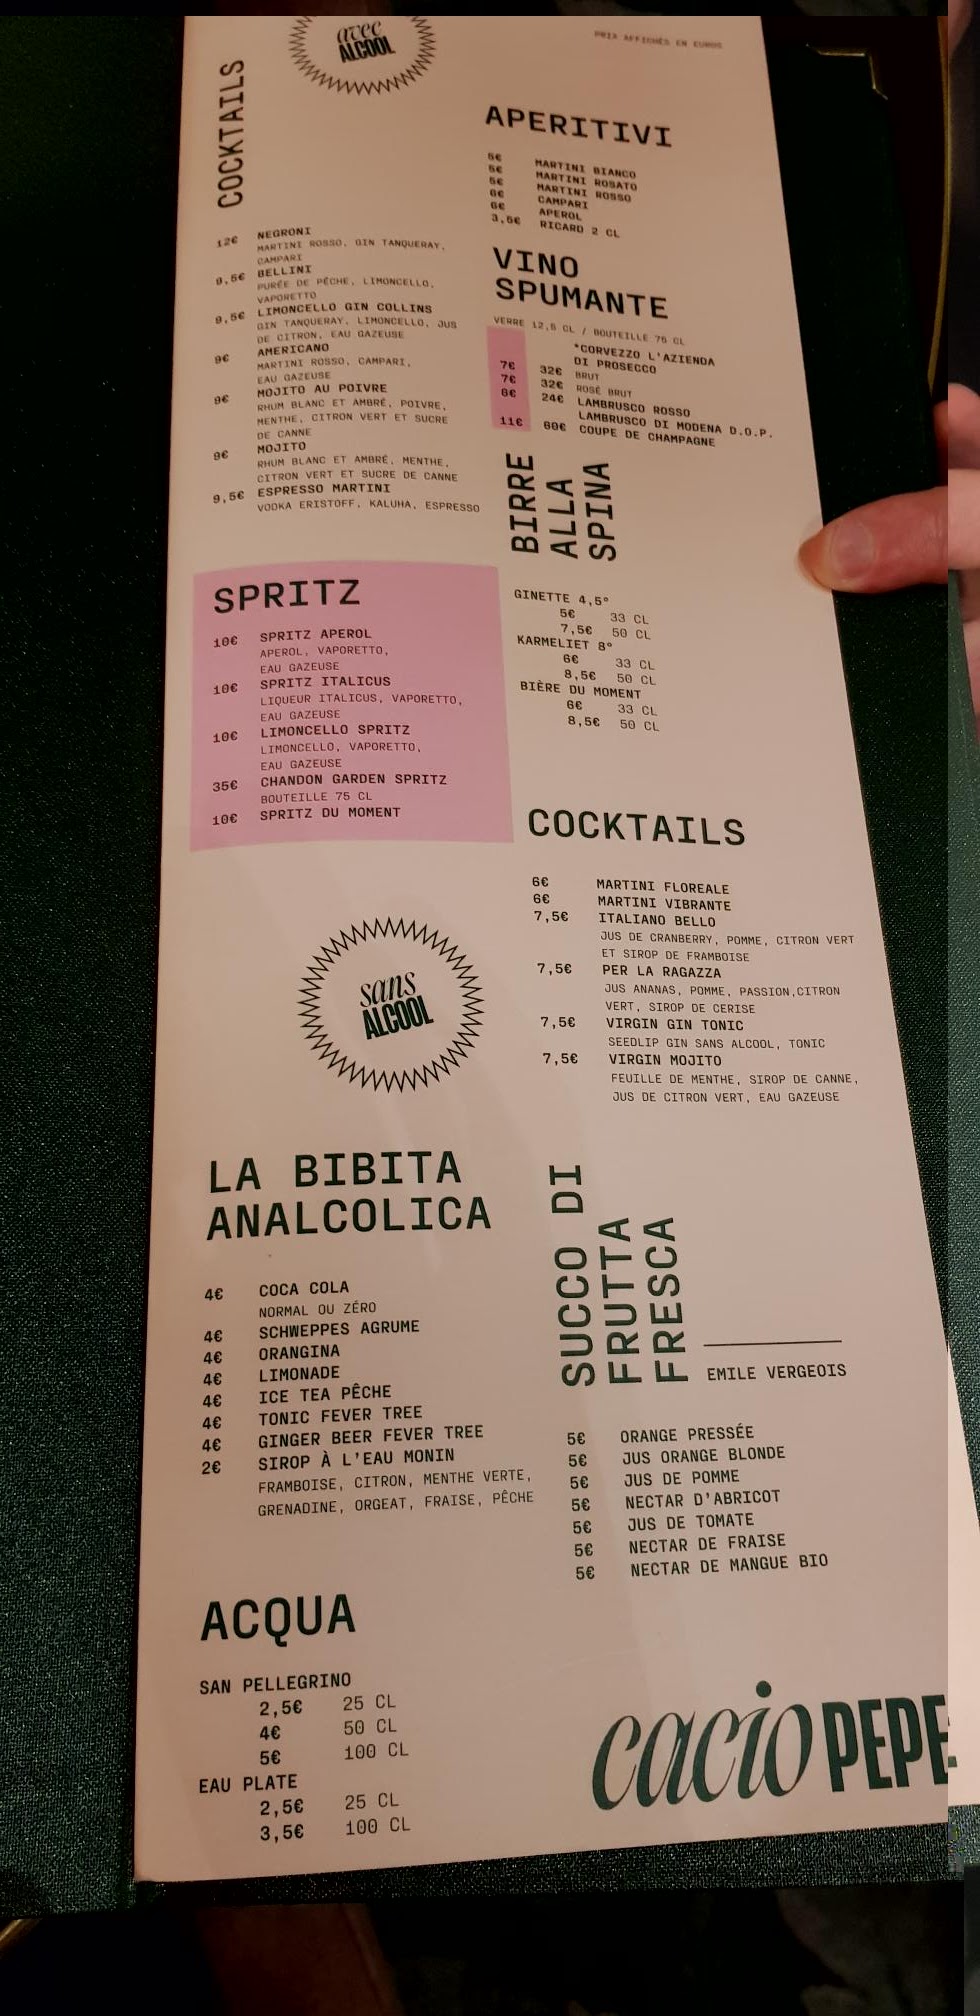 avec
ALCOOL
PRIX AFFICHÉS EN EUROS
COCKTAILS
12€ NEGRONI
MARTINI ROSSO, GIN TANQUERAY,
CAMPARI
9,5€ BELLINI
PURÉE DE PÊCHE, LIMONCELLO,
VAPORETTO
9,5€ LIMONCELLO GIN COLLINS
GIN TANQUERAY, LIMONCELLO, JUS
DE CITRON, EAU GAZEUSE
9€ AMERICANO
MARTINI ROSSO, CAMPARI,
EAU GAZEUSE
9€ MOJITO AU POIVRE
RHUM BLANC ET AMBRÉ, POIVRE,
MENTHE, CITRON VERT ET SUCRE
DE CANNE
9€ MOJITO
RHUM BLANC ET AMBRÉ, MENTHE,
CITRON VERT ET SUCRE DE CANNE
9,5€ ESPRESSO MARTINI
VODKA ERISTOFF, KALUHA, ESPRESSO
SPRITZ
10€ SPRITZ APEROL
APEROL, VAPORETTO,
EAU GAZEUSE
10€ SPRITZ ITALICUS
LIQUEUR ITALICUS, VAPORETTO,
EAU GAZEUSE
10€ LIMONCELLO SPRITZ
LIMONCELLO, VAPORETTO,
EAU GAZEUSE
35€ CHANDON GARDEN SPRITZ
BOUTEILLE 75 CL
10€ SPRITZ DU MOMENT
APERITIVI
5€ MARTINI BIANCO
5€ MARTINI ROSATO
5€ MARTINI ROSSO
6€ CAMPARI
6€ APEROL
3,5€ RICARD 2 CL
VINO
SPUMANTE
VERRE 12,5 CL / BOUTEILLE 75 CL
*CORVEZZO L'AZIENDA
DI PROSECCO
7€ 32€ BRUT
7€ 32€ ROSÉ BRUT
6€ 24€ LAMBRUSCO ROSSO
LAMBRUSCO DI MODENA D.O.P.
11€ 60€ COUPE DE CHAMPAGNE
BIRRE
ALLA
SPINA
GINETTE 4,5°
5€ 33 CL
7,5€ 50 CL
KARMELIET 8°
6€ 33 CL
8,5€ 50 CL
BIÈRE DU MOMENT
6€ 33 CL
8,5€ 50 CL
sans
ALCOOL
COCKTAILS
6€ MARTINI FLOREALE
6€ MARTINI VIBRANTE
7,5€ ITALIANO BELLO
JUS DE CRANBERRY, POMME, CITRON VERT
ET SIROP DE FRAMBOISE
7,5€ PER LA RAGAZZA
JUS ANANAS, POMME, PASSION,CITRON
VERT, SIROP DE CERISE
7,5€ VIRGIN GIN TONIC
SEEDLIP GIN SANS ALCOOL, TONIC
7,5€ VIRGIN MOJITO
FEUILLE DE MENTHE, SIROP DE CANNE,
JUS DE CITRON VERT, EAU GAZEUSE
LA BIBITA
ANALCOLICA
4€ COCA COLA
NORMAL OU ZÉRO
4€ SCHWEPPES AGRUME
4€ ORANGINA
4€ LIMONADE
4€ ICE TEA PÊCHE
4€ TONIC FEVER TREE
4€ GINGER BEER FEVER TREE
2€ SIROP À L'EAU MONIN
FRAMBOISE, CITRON, MENTHE VERTE,
GRENADINE, ORGEAT, FRAISE, PÊCHE
SUCCO DI
FRUTTA
FRESCA
EMILE VERGEOIS
5€ ORANGE PRESSÉE
5€ JUS ORANGE BLONDE
5€ JUS DE POMME
5€ NECTAR D'ABRICOT
5€ JUS DE TOMATE
5€ NECTAR DE FRAISE
5€ NECTAR DE MANGUE BIO
ACQUA
SAN PELLEGRINO
2,5€ 25 CL
4€ 50 CL
5€ 100 CL
EAU PLATE
2,5€ 25 CL
3,5€ 100 CL
cacio PEPE